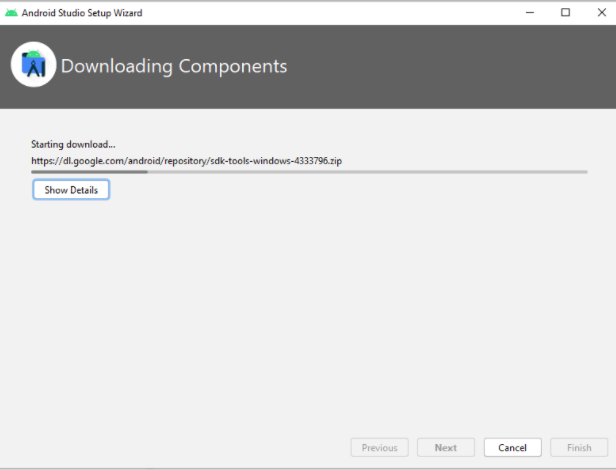 Android Studio Setup Wizard
Downloading Components
Starting download...
https://dl.google.com/android/repository/sdk-tools-windows-4333796.zip
Show Details
Previous Next Cancel Finish